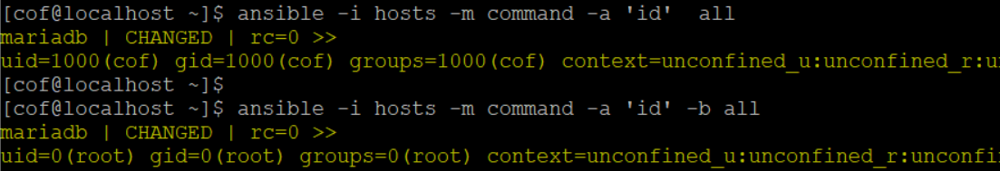 [cof@localhost ~]$ ansible -i hosts -m command -a 'id'  all
mariadb | CHANGED | rc=0 >>
uid=1000(cof) gid=1000(cof) groups=1000(cof) context=unconfined_u:unconfined_r:u
[cof@localhost ~]$
[cof@localhost ~]$ ansible -i hosts -m command -a 'id' -b all
mariadb | CHANGED | rc=0 >>
uid=0(root) gid=0(root) groups=0(root) context=unconfined_u:unconfined_r:unconfi